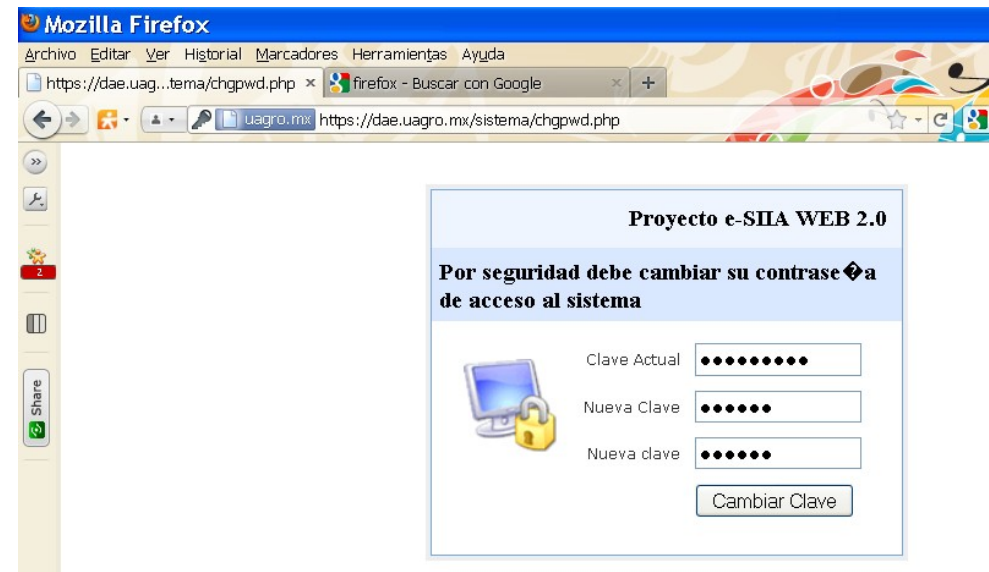 Mozilla Firefox
Archivo Editar Ver Historial Marcadores Herramientas Ayuda
https://dae.uag...tema/chgpwd.php × firefox - Buscar con Google × +
uagro.mx https://dae.uagro.mx/sistema/chgpwd.php
Proyecto e-SIIA WEB 2.0
Por seguridad debe cambiar su contrase�a
de acceso al sistema
2
Clave Actual
Nueva Clave
Share
Nueva clave
Cambiar Clave